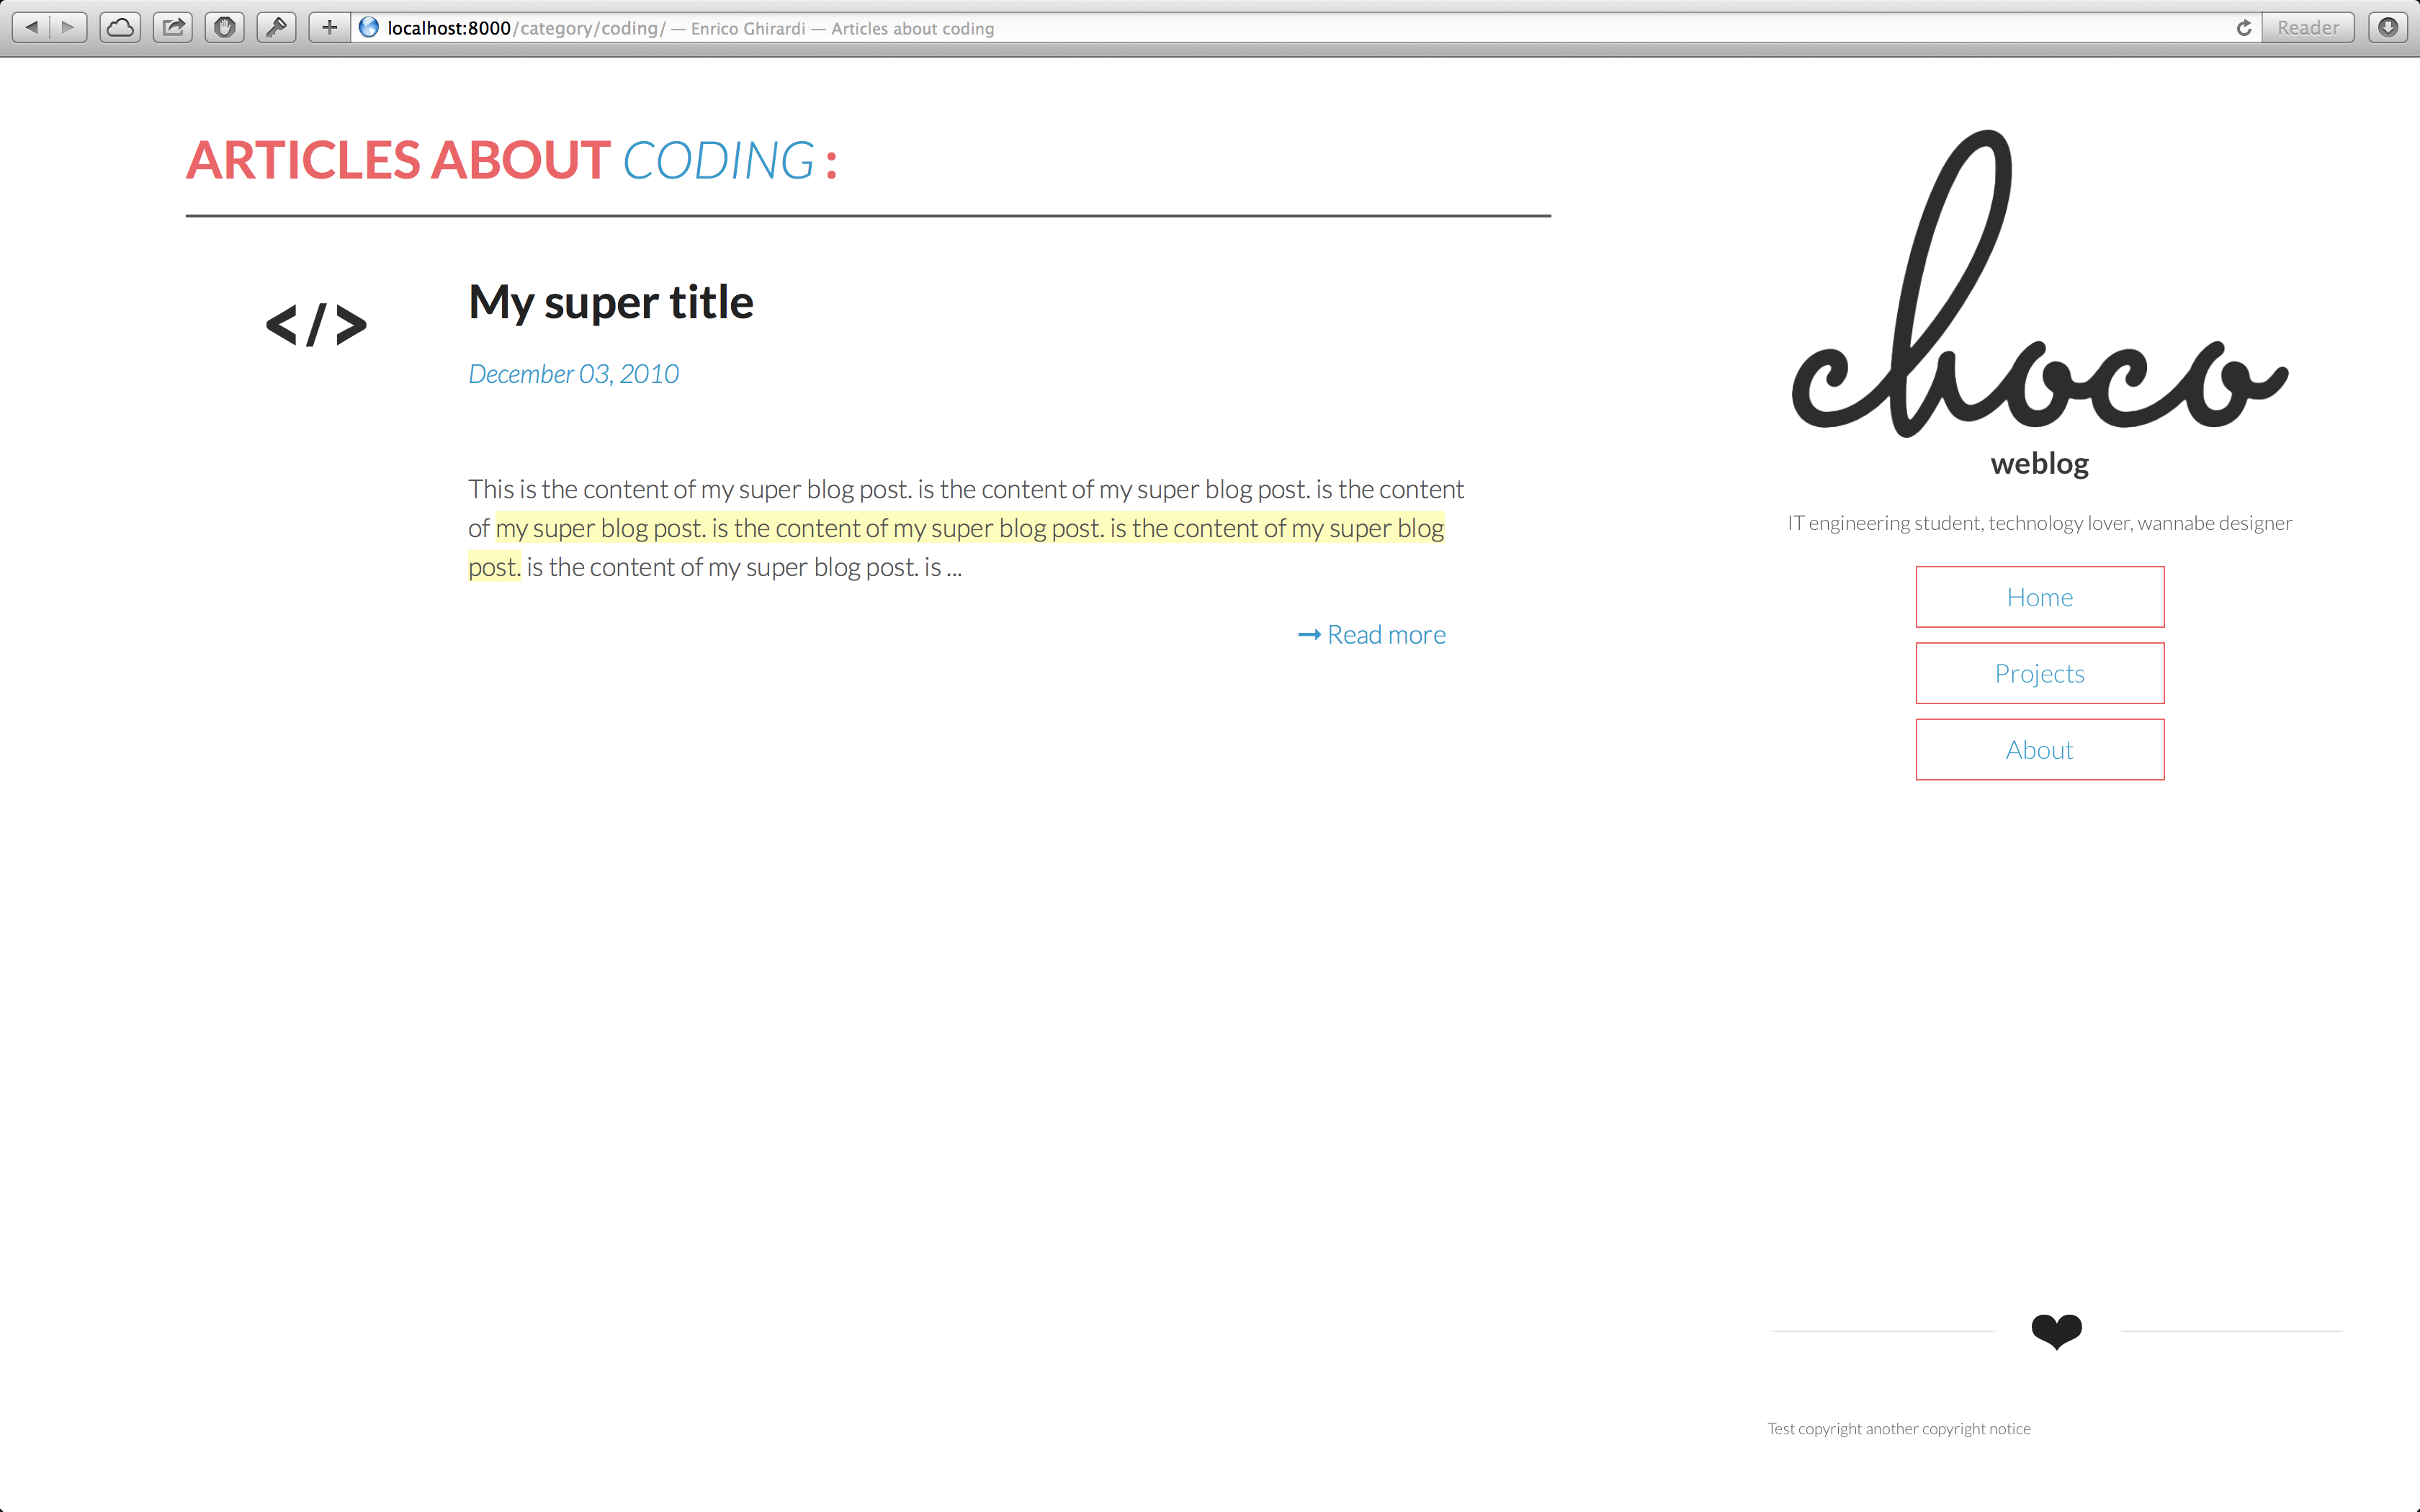 localhost:8000/category/coding/ — Enrico Ghirardi — Articles about coding
Reader
ARTICLES ABOUT CODING :
</>
My super title
December 03, 2010
This is the content of my super blog post. is the content of my super blog post. is the content
of my super blog post. is the content of my super blog post. is the content of my super blog
post. is the content of my super blog post. is ...
→ Read more
choco
weblog
IT engineering student, technology lover, wannabe designer
Home
Projects
About
Test copyright another copyright notice